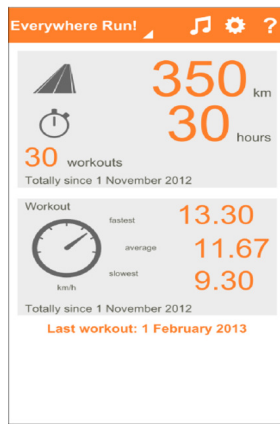 Everywhere Run! ?
350 km
30 hours
30 workouts
Totally since 1 November 2012
Workout
fastest 13.30
average 11.67
slowest 9.30
km/h
Totally since 1 November 2012
Last workout: 1 February 2013